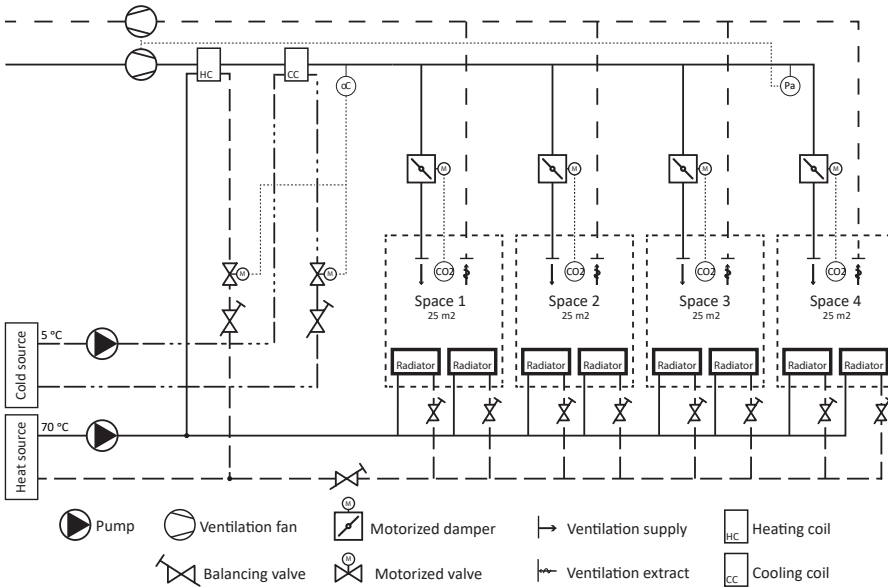 HC
CC
oC
Pa
M
M
M
M
M
M
CO2
CO2
CO2
CO2
Space 1
25 m2
Space 2
25 m2
Space 3
25 m2
Space 4
25 m2
Cold source
5 °C
Radiator
Radiator
Radiator
Radiator
Radiator
Radiator
Radiator
Radiator
Heat source
70 °C
Pump
Ventilation fan
M
Motorized damper
Ventilation supply
HC
Heating coil
Balancing valve
M
Motorized valve
Ventilation extract
CC
Cooling coil